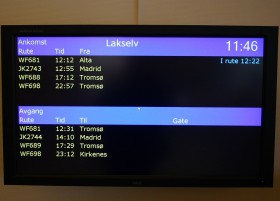 Ankomst Lakselv 11:46
Rute Tid Fra
WF681 12:12 Alta I rute 12:22
JK2743 12:55 Madrid
WF688 17:12 Tromsø
WF698 22:57 Tromsø
Avgang
Rute Tid Til Gate
WF681 12:31 Tromsø
JK2744 14:10 Madrid
WF689 17:29 Tromsø
WF698 23:12 Kirkenes